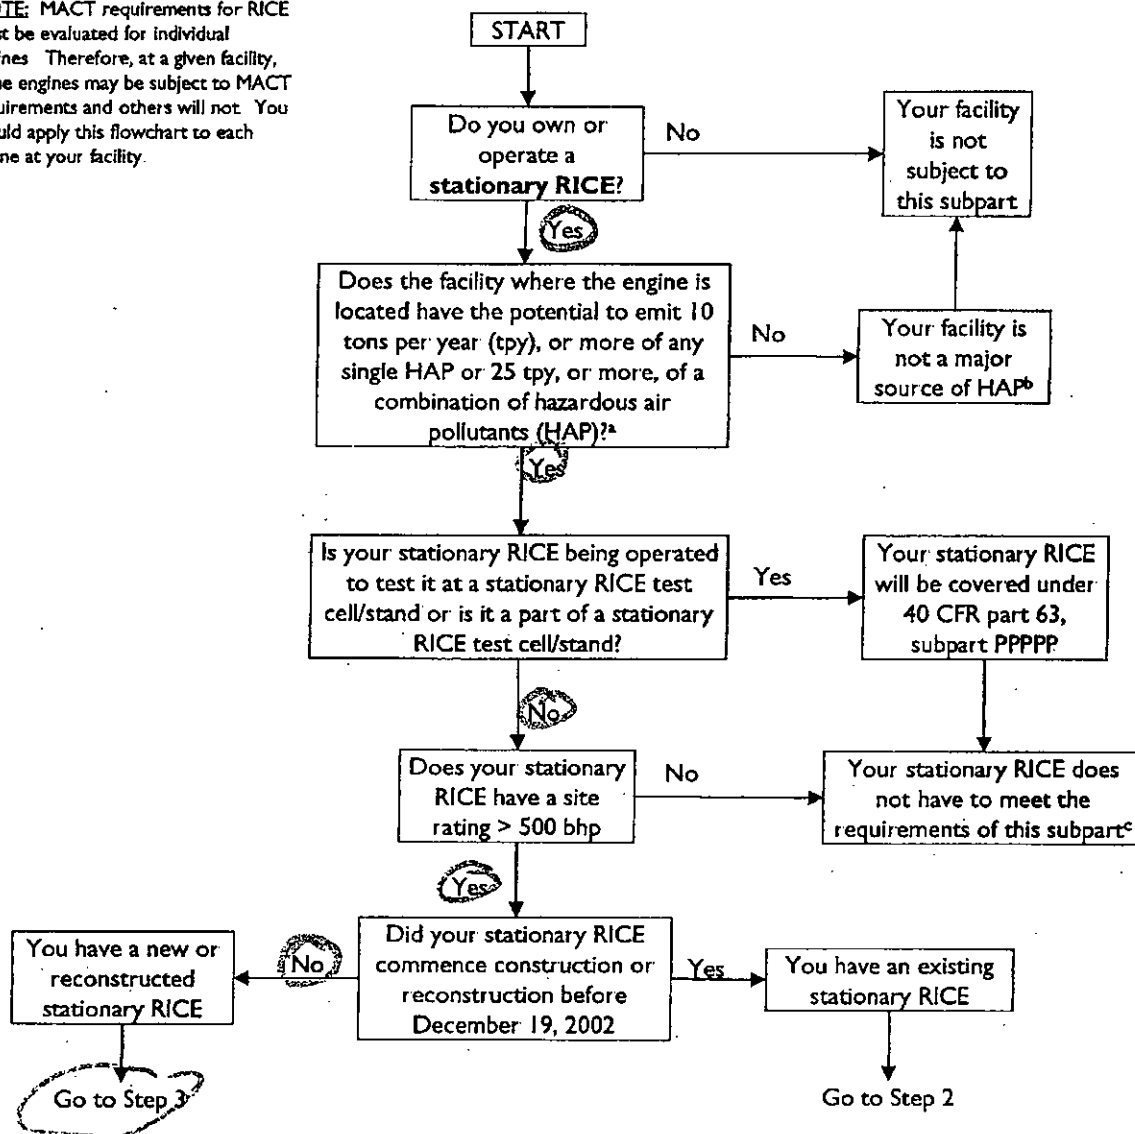 NOTE: MACT requirements for RICE
be evaluated for individual
Therefore, at a given facility,
engines may be subject to MACT
and others will not You
apply this flowchart to each
at your facility.
START
Do you own or
operate a
stationary RICE?
No
Your facility
is not
subject to
this subpart
Yes
Does the facility where the engine is
located have the potential to emit 10
tons per year (tpy), or more of any
single HAP or 25 tpy, or more, of a
combination of hazardous air
pollutants (HAP)?a
No
Your facility is
not a major
source of HAPb
Yes
Is your stationary RICE being operated
to test it at a stationary RICE test
cell/stand or is it a part of a stationary
RICE test cell/stand?
Yes
Your stationary RICE
will be covered under
40 CFR part 63,
subpart PPPPP
No
Does your stationary
RICE have a site
rating > 500 bhp
No
Your stationary RICE does
not have to meet the
requirements of this subpartc
Yes
Did your stationary RICE
commence construction or
reconstruction before
December 19, 2002
No
You have a new or
reconstructed
stationary RICE
Yes
You have an existing
stationary RICE
Go to Step 3
Go to Step 2